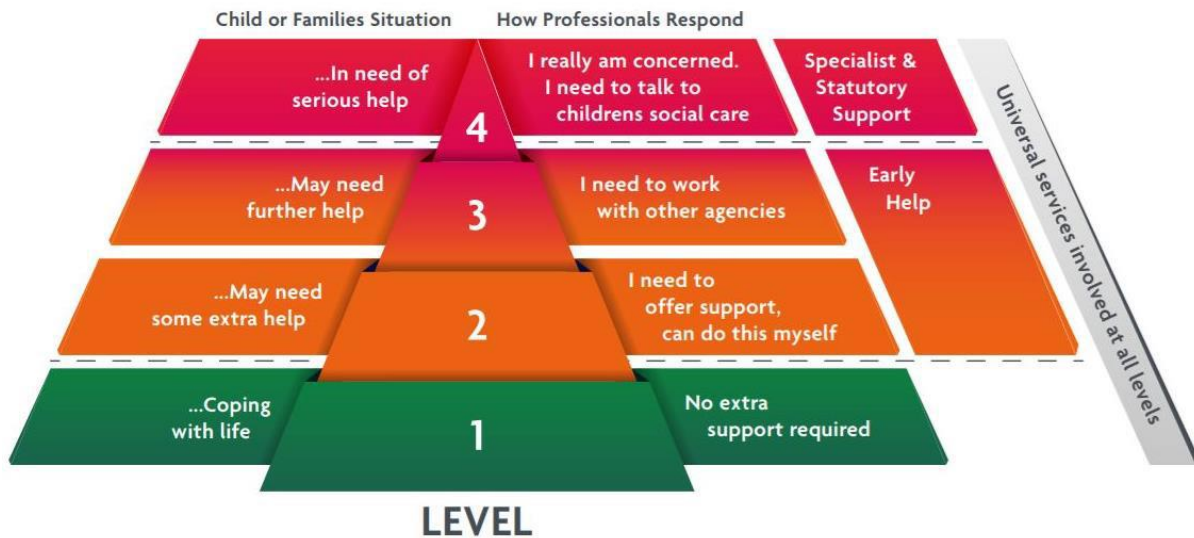 Child or Families Situation
How Professionals Respond
...In need of
serious help
4
I really am concerned.
I need to talk to
childrens social care
Specialist &
Statutory
Support
...May need
further help
3
I need to work
with other agencies
Early
Help
...May need
some extra help
2
I need to
offer support,
can do this myself
...Coping
with life
1
No extra
support required
Universal services involved at all levels
LEVEL